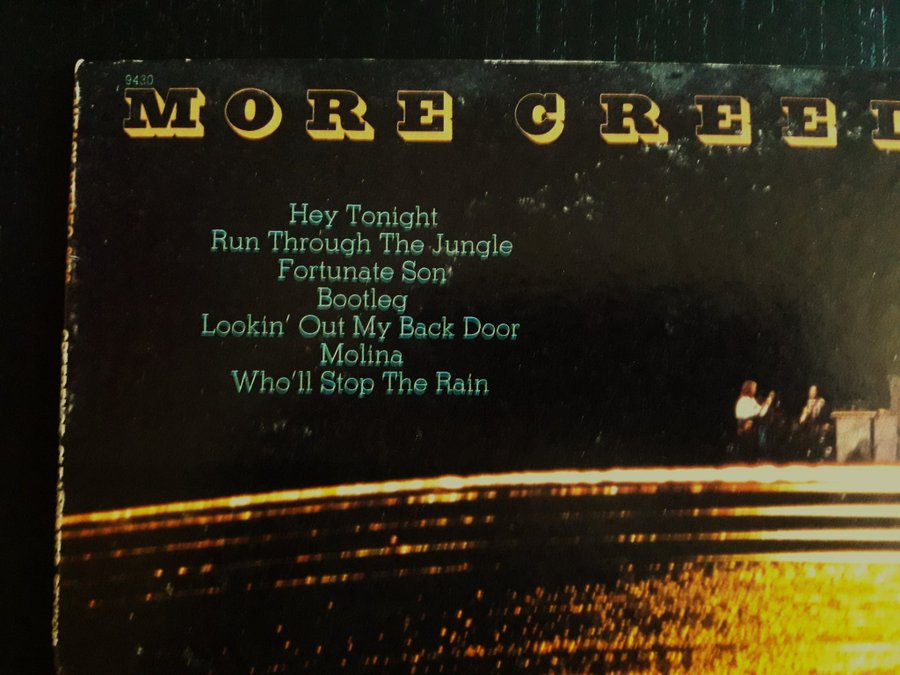 9430
MORE CREE
Hey Tonight
Run Through The Jungle
Fortunate Son
Bootleg
Lookin' Out My Back Door
Molina
Who'll Stop The Rain